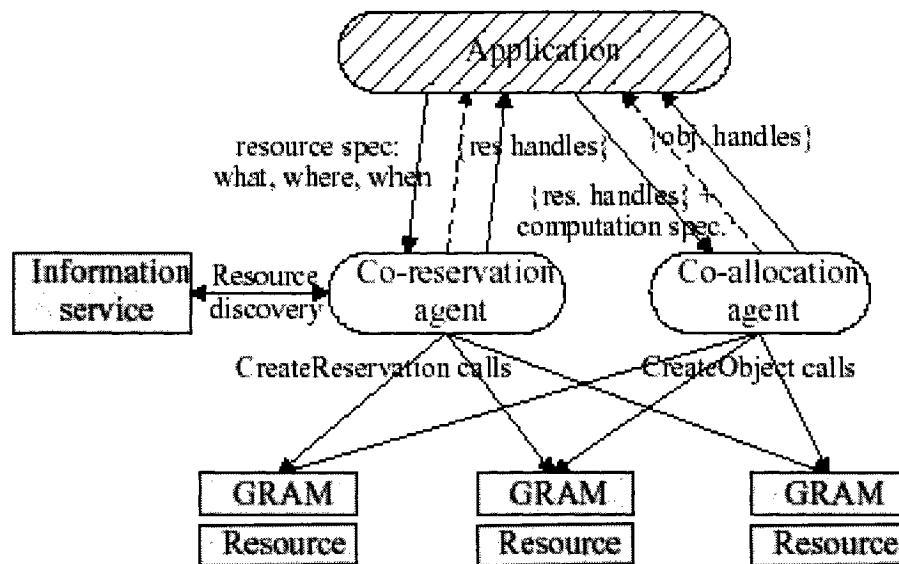 Application
resource spec:
what, where, when
{res handles}
{obj. handles}
{res. handles} +
computation spec.
Information
service
Resource
discovery
Co-reservation
agent
Co-allocation
agent
CreateReservation calls
CreateObject calls
GRAM
GRAM
GRAM
Resource
Resource
Resource